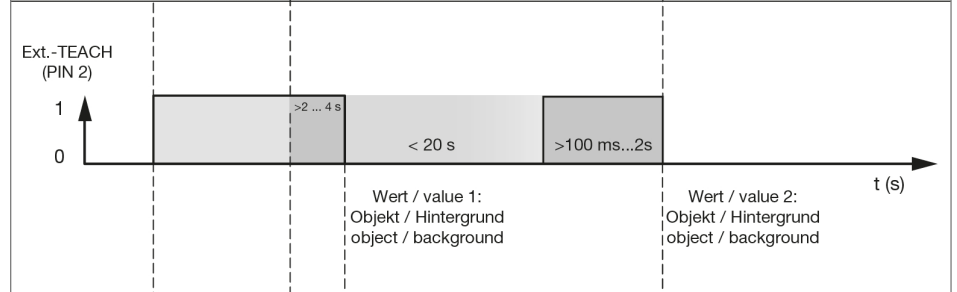 Ext.-TEACH
(PIN 2)
1
>2 ... 4 s
< 20 s
>100 ms...2s
0
t (s)
Wert / value 1:
Objekt / Hintergrund
object / background
Wert / value 2:
Objekt / Hintergrund
object / background